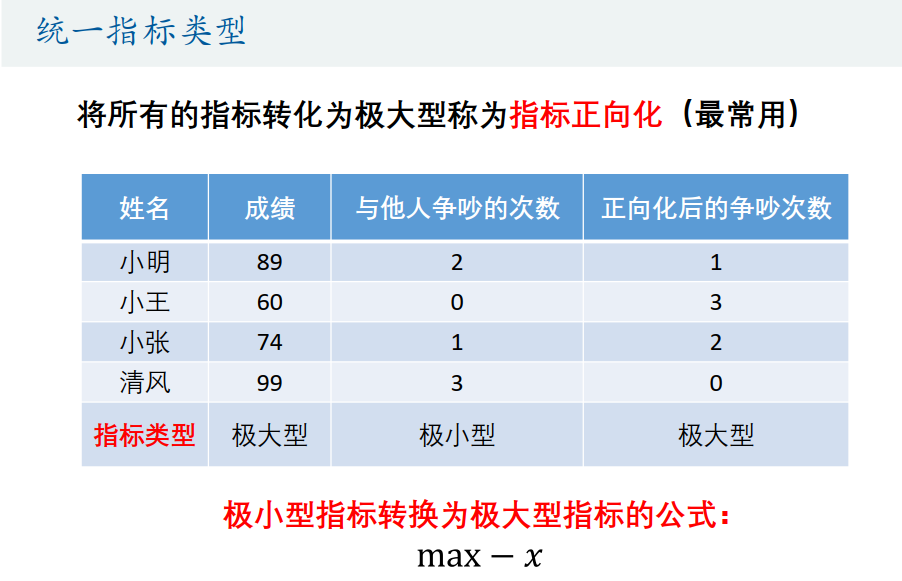 统一指标类型
将所有的指标转化为极大型称为指标正向化（最常用）
姓名 成绩 与他人争吵的次数 正向化后的争吵次数
小明 89 2 1
小王 60 0 3
小张 74 1 2
清风 99 3 0
指标类型 极大型 极小型 极大型
极小型指标转换为极大型指标的公式：
max − x